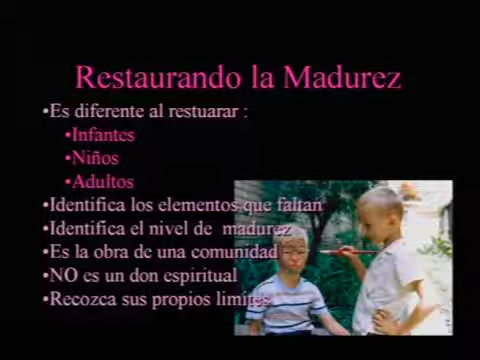 Restaurando la Madurez
•Es diferente al restuarar :
•Infantes
•Niños
•Adultos
•Identifica los elementos que faltan
•Identifica el nivel de madurez
•Es la obra de una comunidad
•NO es un don espiritual
•Recozca sus propios limites